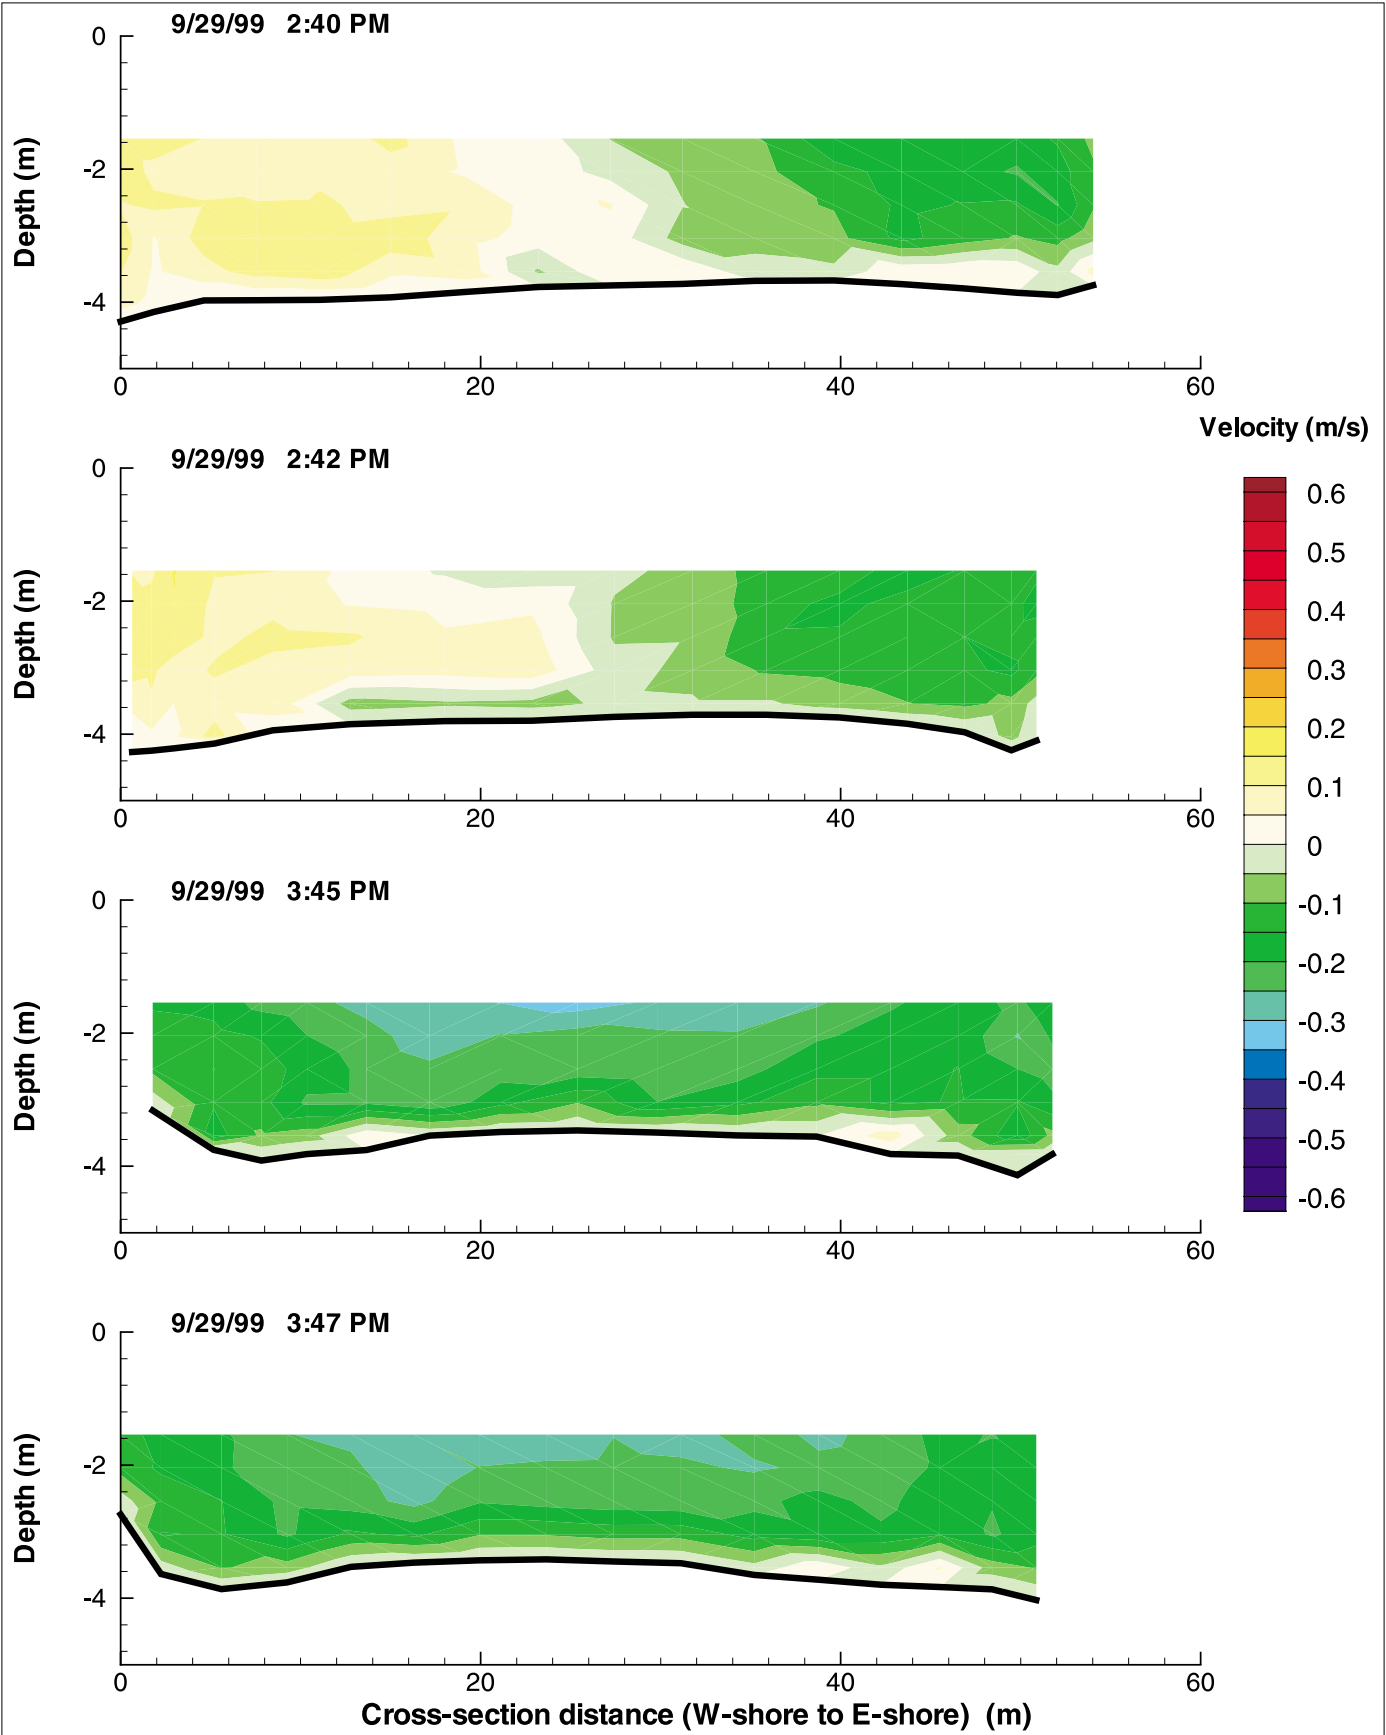 9/29/99 2:40 PM
0
-2
-4
Depth (m)
0 20 40 60
Velocity (m/s)
0.6
0.5
0.4
0.3
0.2
0.1
0
-0.1
-0.2
-0.3
-0.4
-0.5
-0.6
9/29/99 2:42 PM
0
-2
-4
Depth (m)
0 20 40 60
9/29/99 3:45 PM
0
-2
-4
Depth (m)
0 20 40 60
9/29/99 3:47 PM
0
-2
-4
Depth (m)
0 20 40 60
Cross-section distance (W-shore to E-shore) (m)